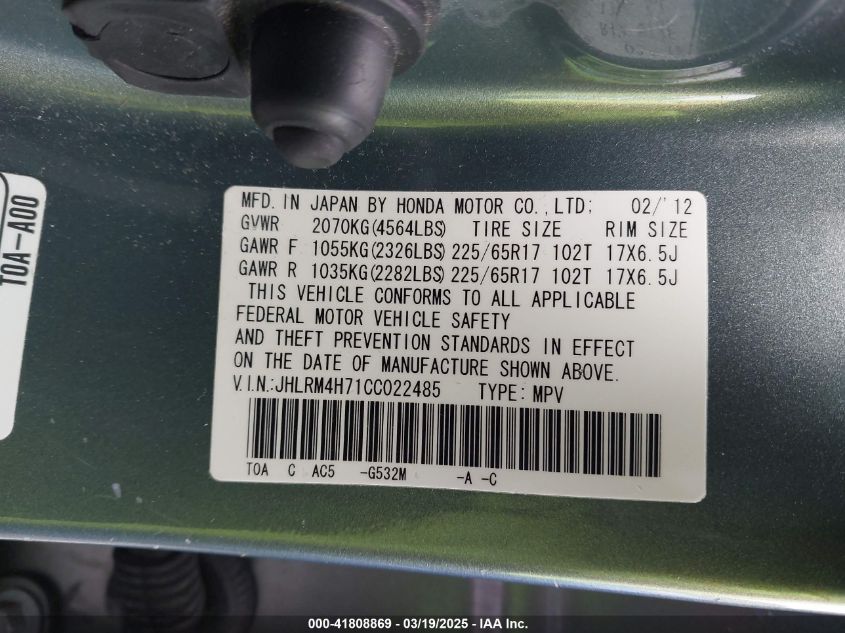 MFD. IN JAPAN BY HONDA MOTOR CO., LTD; 02/'12
GVWR 2070KG(4564LBS) TIRE SIZE RIM SIZE
GAWR F 1055KG(2326LBS) 225/65R17 102T 17X6.5J
GAWR R 1035KG(2282LBS) 225/65R17 102T 17X6.5J
THIS VEHICLE CONFORMS TO ALL APPLICABLE
FEDERAL MOTOR VEHICLE SAFETY
AND THEFT PREVENTION STANDARDS IN EFFECT
ON THE DATE OF MANUFACTURE SHOWN ABOVE.
V.I.N.:JHLRM4H71CC022485 TYPE: MPV
TOA C AC5 -G532M -A -C
TOA-A00
000-41808869 - 03/19/2025 - IAA Inc.